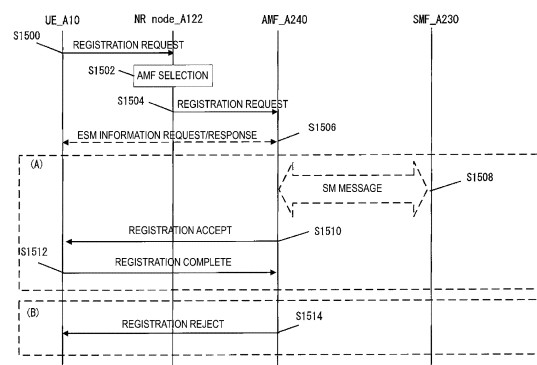 UE_A10 NR node_A122 AMF_A240 SMF_A230
S1500 REGISTRATION REQUEST
S1502 AMF SELECTION
S1504 REGISTRATION REQUEST
ESM INFORMATION REQUEST/RESPONSE S1506
(A)
SM MESSAGE S1508
REGISTRATION ACCEPT S1510
S1512 REGISTRATION COMPLETE
(B)
REGISTRATION REJECT S1514